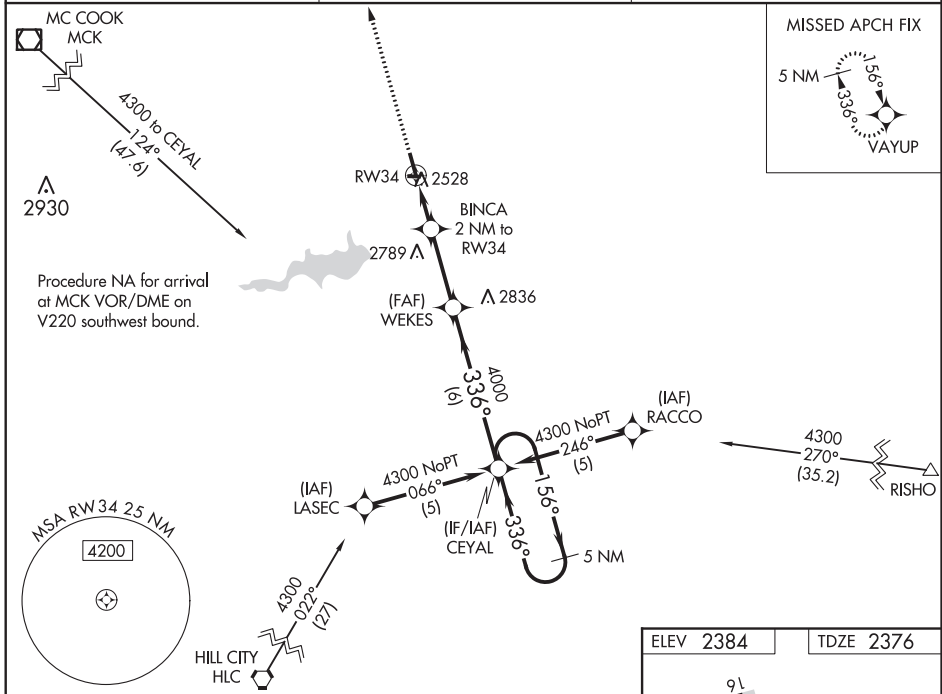 MC COOK
MCK
4300 to CEYAL
124°
(47.6)
2930
Procedure NA for arrival
at MCK VOR/DME on
V220 southwest bound.
MISSED APCH FIX
5 NM
156°
336°
VAYUP
RW34
2528
BINCA
2 NM to
RW34
2789
(FAF)
WEKES
2836
4000
336°
(6)
(IAF)
RACCO
4300 NoPT
246°
(5)
4300
270°
(35.2)
RISHO
4300 NoPT
066°
(5)
(IAF)
LASEC
(IF/IAF)
CEYAL
156°
336°
5 NM
MSA RW34 25 NM
4200
4300
022°
(27)
HILL CITY
HLC
ELEV 2384
TDZE 2376
16